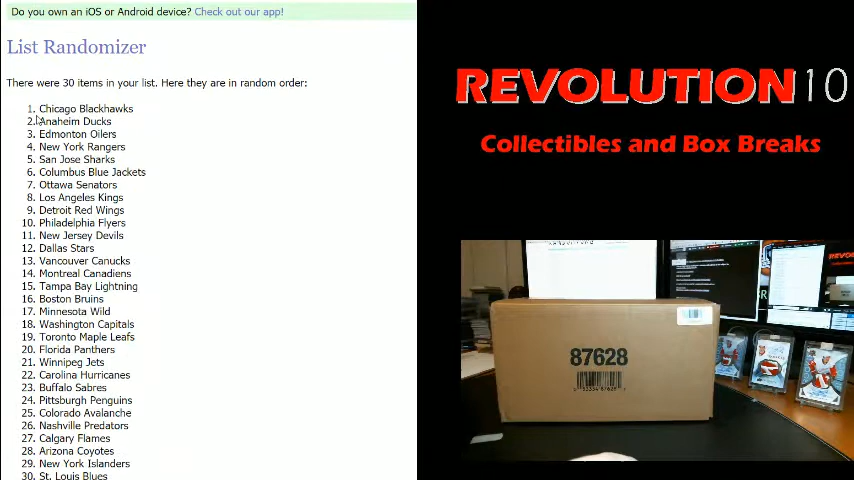 Do you own an iOS or Android device? Check out our app!
List Randomizer
There were 30 items in your list. Here they are in random order:
1. Chicago Blackhawks
2. Anaheim Ducks
3. Edmonton Oilers
4. New York Rangers
5. San Jose Sharks
6. Columbus Blue Jackets
7. Ottawa Senators
8. Los Angeles Kings
9. Detroit Red Wings
10. Philadelphia Flyers
11. New Jersey Devils
12. Dallas Stars
13. Vancouver Canucks
14. Montreal Canadiens
15. Tampa Bay Lightning
16. Boston Bruins
17. Minnesota Wild
18. Washington Capitals
19. Toronto Maple Leafs
20. Florida Panthers
21. Winnipeg Jets
22. Carolina Hurricanes
23. Buffalo Sabres
24. Pittsburgh Penguins
25. Colorado Avalanche
26. Nashville Predators
27. Calgary Flames
28. Arizona Coyotes
29. New York Islanders
30. St. Louis Blues
REVOLUTION10
Collectibles and Box Breaks
87628